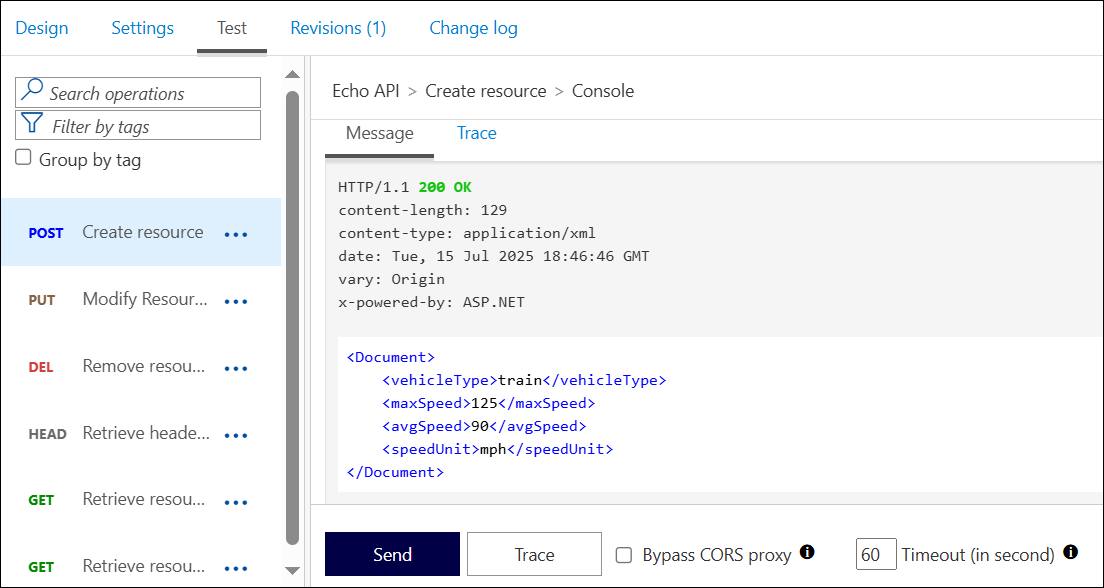 Design Settings Test Revisions (1) Change log
Search operations
Filter by tags
Group by tag
POST Create resource ...
PUT Modify Resour... ...
DEL Remove resou... ...
HEAD Retrieve heade... ...
GET Retrieve resou... ...
GET Retrieve resou... ...
Echo API > Create resource > Console
Message Trace
HTTP/1.1 200 OK
content-length: 129
content-type: application/xml
date: Tue, 15 Jul 2025 18:46:46 GMT
vary: Origin
x-powered-by: ASP.NET
<Document>
    <vehicleType>train</vehicleType>
    <maxSpeed>125</maxSpeed>
    <avgSpeed>90</avgSpeed>
    <speedUnit>mph</speedUnit>
</Document>
Send Trace Bypass CORS proxy 60 Timeout (in second)